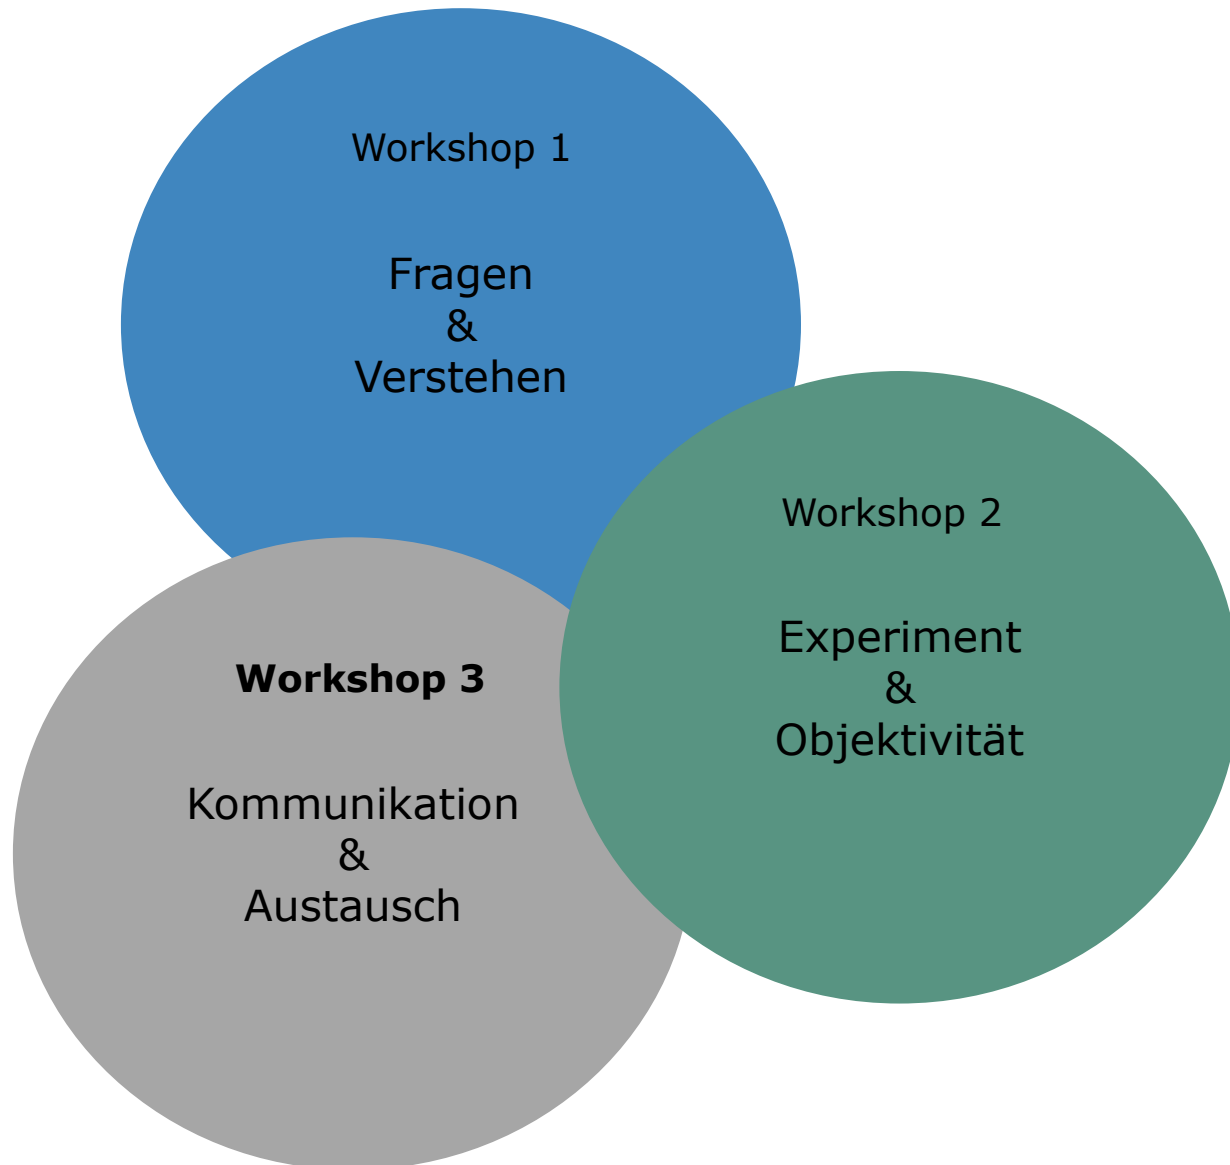 Workshop 1
Fragen
&
Verstehen
Workshop 2
Experiment
&
Objektivität
Workshop 3
Kommunikation
&
Austausch